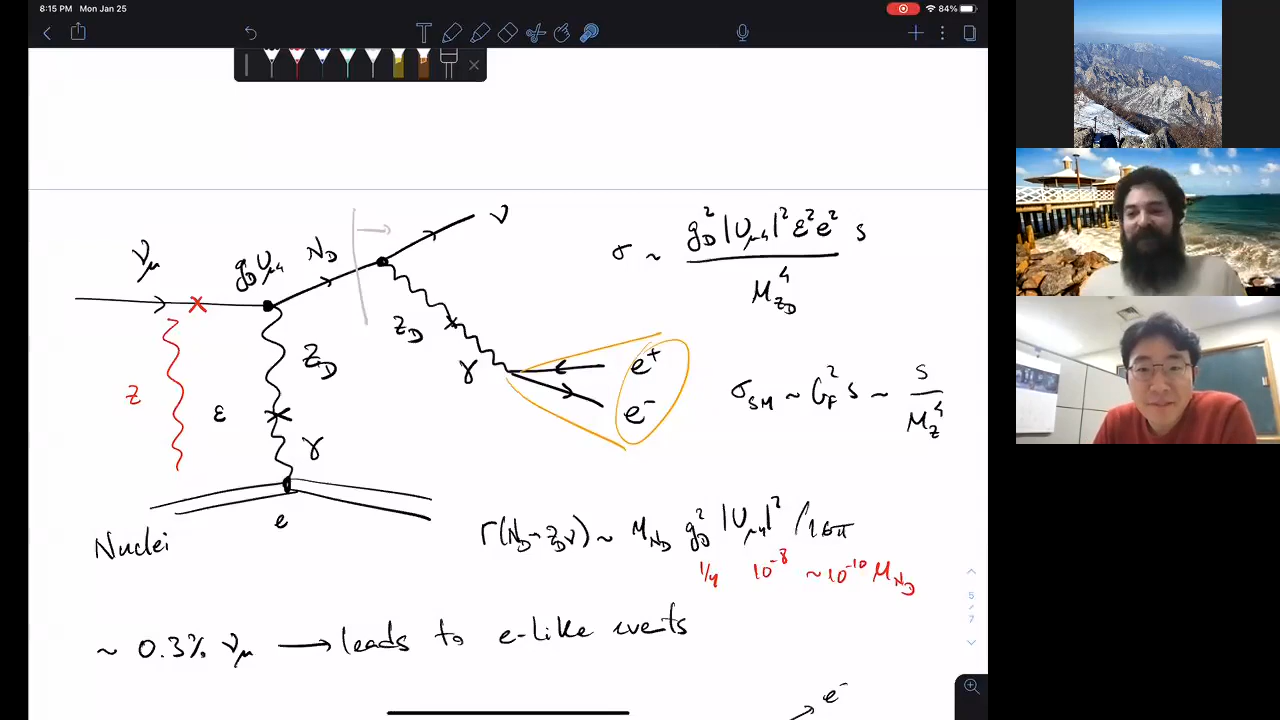 8:15 PM Mon Jan 25
84%
ν
ν_μ
g_D U_μ4
N_D
Z_D
Z_D
γ
e⁺
e⁻
Z
ε
γ
e
Nuclei
σ ~ g_D² |U_μ4|² ε² e² s / M_{Z_D}⁴
σ_SM ~ G_F² s ~ s / M_Z⁴
Γ(N_D → Z_D ν) ~ M_{N_D} g_D² |U_μ4|² / 16π
1/4 10⁻⁸ ~10⁻¹⁰ M_{N_D}
5
/
7
~ 0.3% ν_μ → leads to e-like events
e⁻